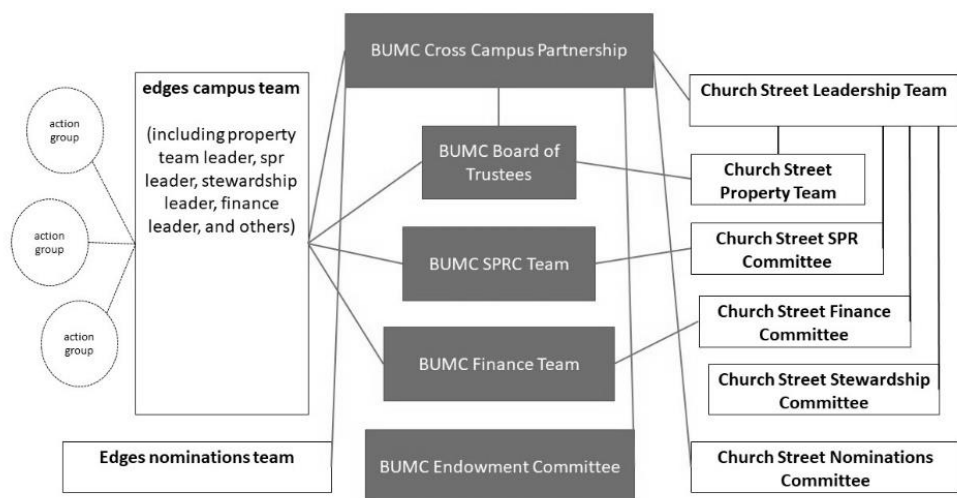 BUMC Cross Campus Partnership
edges campus team
(including property
team leader, spr
leader, stewardship
leader, finance
leader, and others)
action
group
action
group
action
group
Edges nominations team
BUMC Board of
Trustees
BUMC SPRC Team
BUMC Finance Team
BUMC Endowment Committee
Church Street Leadership Team
Church Street
Property Team
Church Street SPR
Committee
Church Street Finance
Committee
Church Street Stewardship
Committee
Church Street Nominations
Committee